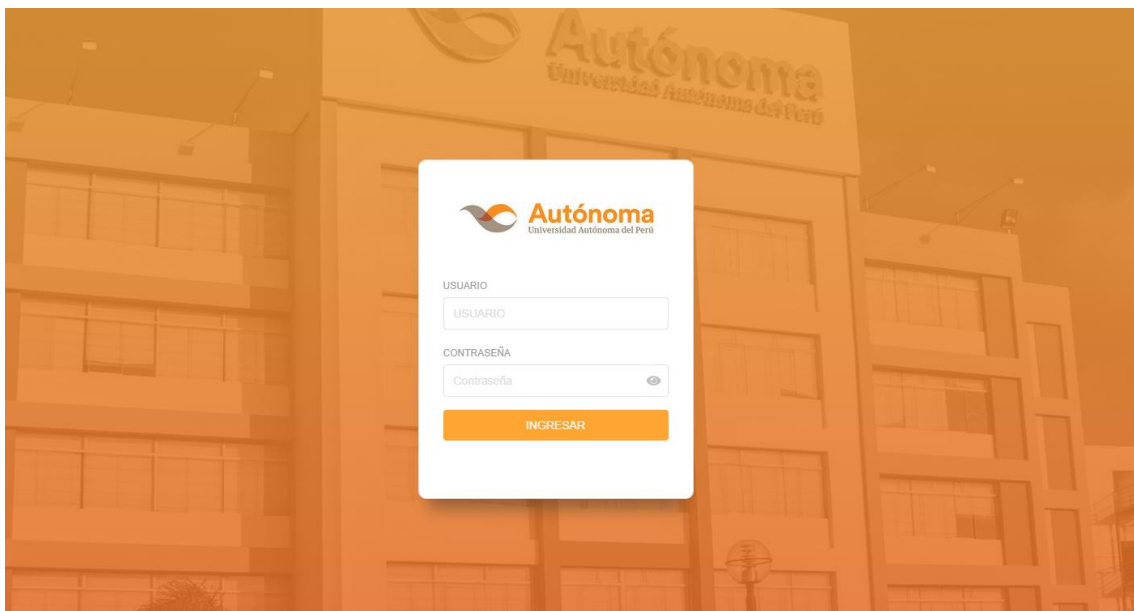 Autónoma
Universidad Autónoma del Perú
Autónoma
Universidad Autónoma del Perú
USUARIO
USUARIO
CONTRASEÑA
Contraseña
INGRESAR